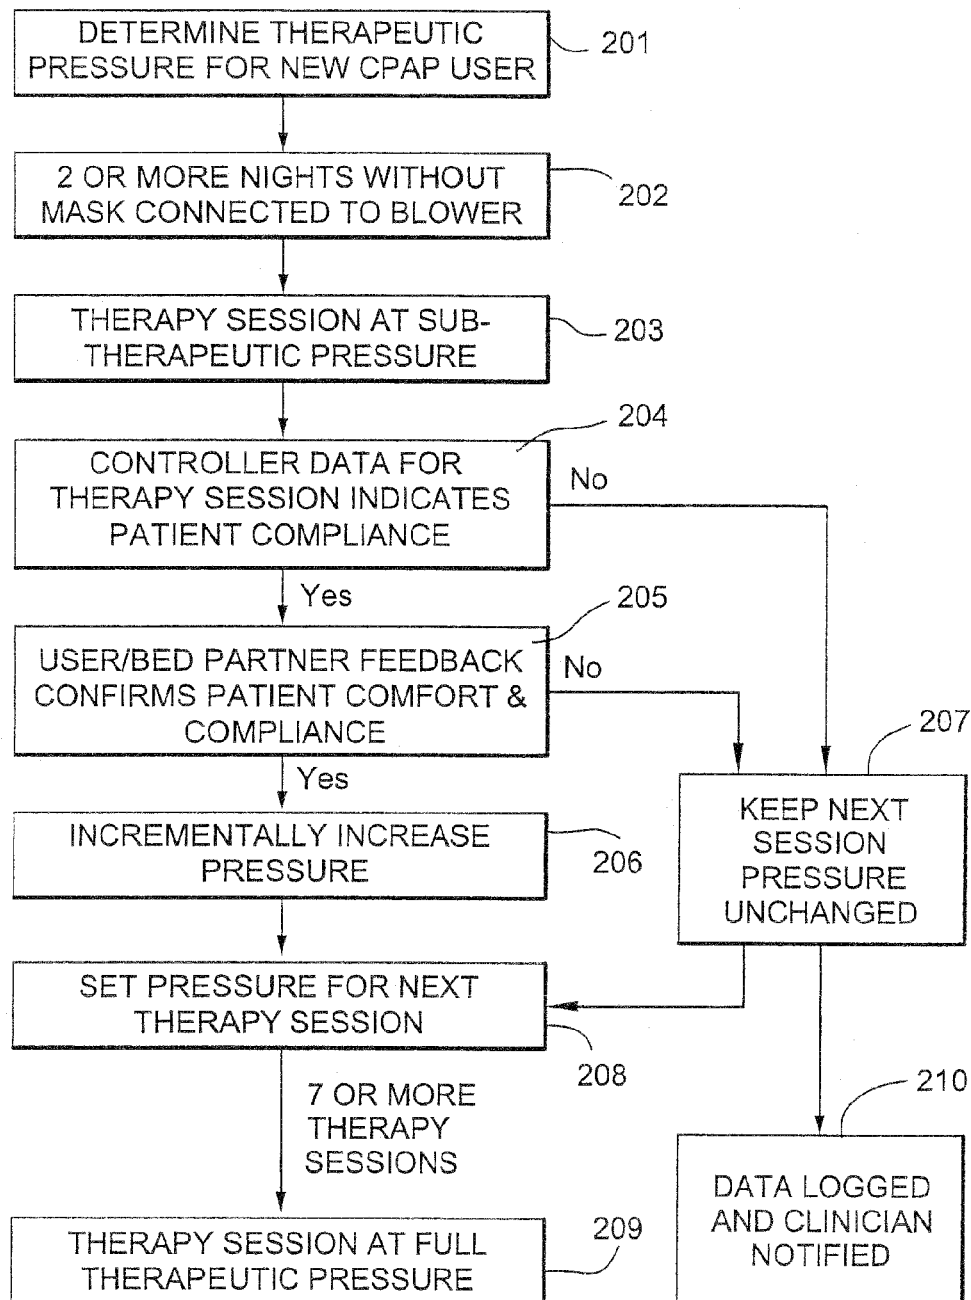 DETERMINE THERAPEUTIC
PRESSURE FOR NEW CPAP USER
201
2 OR MORE NIGHTS WITHOUT
MASK CONNECTED TO BLOWER
202
THERAPY SESSION AT SUB-
THERAPEUTIC PRESSURE
203
204
CONTROLLER DATA FOR
THERAPY SESSION INDICATES
PATIENT COMPLIANCE
No
Yes
205
USER/BED PARTNER FEEDBACK
CONFIRMS PATIENT COMFORT &
COMPLIANCE
No
Yes
207
KEEP NEXT
SESSION
PRESSURE
UNCHANGED
INCREMENTALLY INCREASE
PRESSURE
206
SET PRESSURE FOR NEXT
THERAPY SESSION
208
7 OR MORE
THERAPY
SESSIONS
210
DATA LOGGED
AND CLINICIAN
NOTIFIED
THERAPY SESSION AT FULL
THERAPEUTIC PRESSURE
209